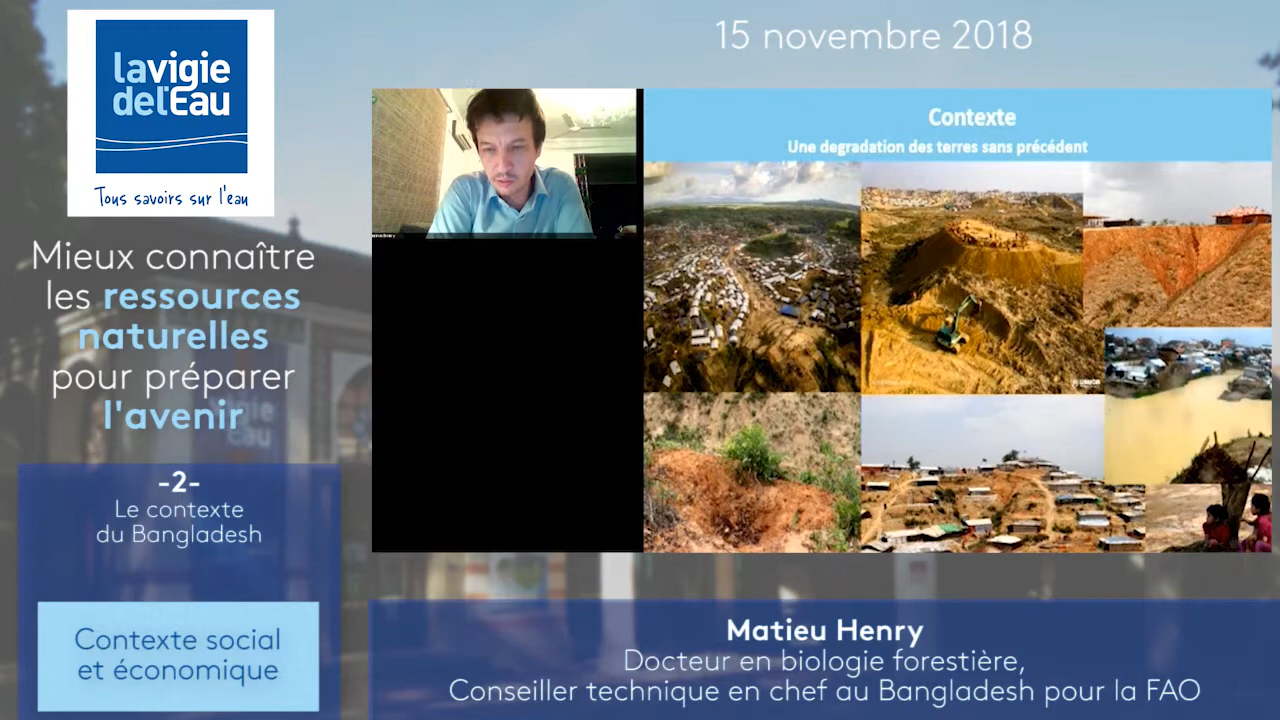 15 novembre 2018
lavigie
del'Eau
Tous savoirs sur l'eau
Mieux connaître
les ressources
naturelles
pour préparer
l'avenir
-2-
Le contexte
du Bangladesh
Contexte social
et économique
Contexte
Une degradation des terres sans précédent
Matieu Henry
Docteur en biologie forestière,
Conseiller technique en chef au Bangladesh pour la FAO